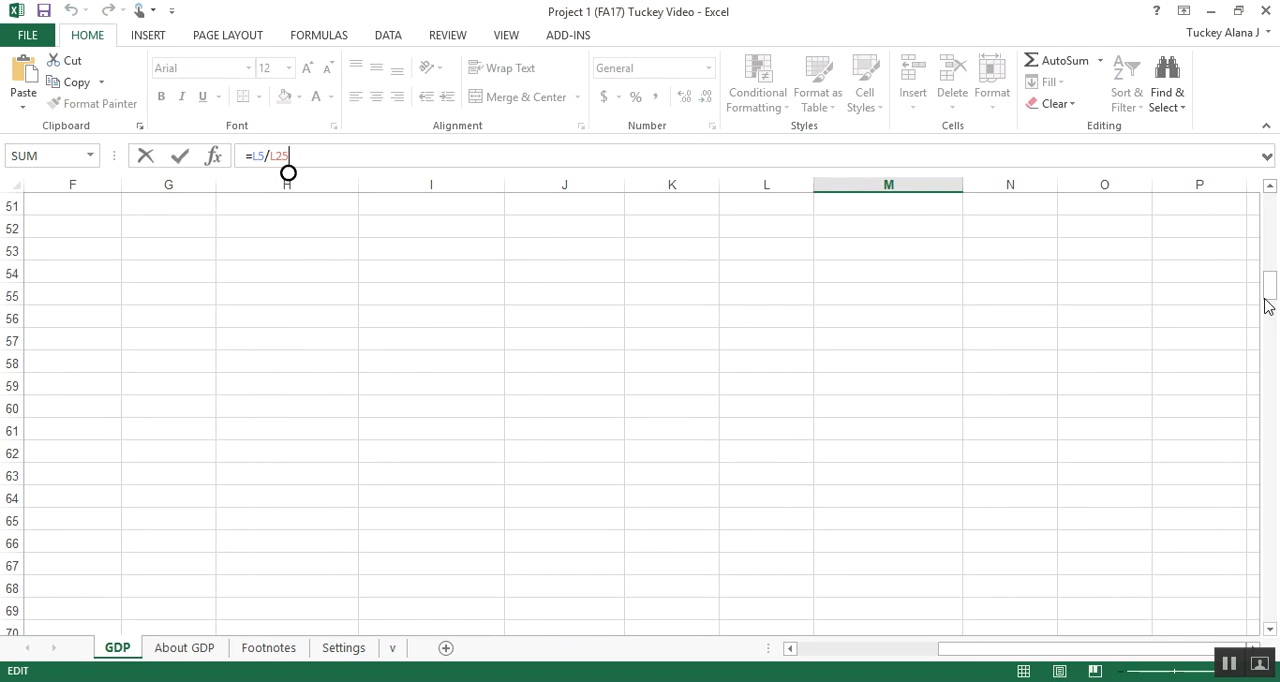 Project 1 (FA17) Tuckey Video - Excel
?
FILE HOME INSERT PAGE LAYOUT FORMULAS DATA REVIEW VIEW ADD-INS Tuckey Alana J
Paste
Cut
Copy
Format Painter
Clipboard
Arial 12 A A
B I U A
Font
Wrap Text
Merge & Center
Alignment
General
$ % , .00 .0
Number
Conditional Formatting
Format as Table
Cell Styles
Styles
Insert Delete Format
Cells
AutoSum
Fill
Clear
Sort & Filter
Find & Select
Editing
SUM fx =L5/L25
F G H I J K L M N O P
51
52
53
54
55
56
57
58
59
60
61
62
63
64
65
66
67
68
69
70
GDP About GDP Footnotes Settings v
EDIT